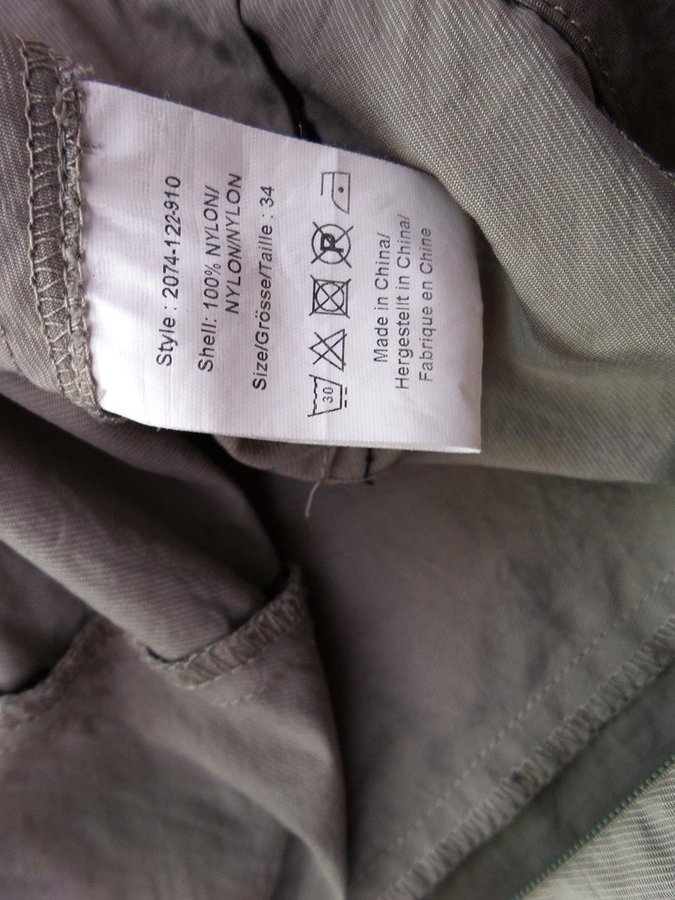 Style : 2074-122-910
Shell: 100% NYLON/
NYLON/NYLON
Size/Grösse/Taille : 34
30 P
Made in China/
Hergestellt in China/
Fabrique en Chine